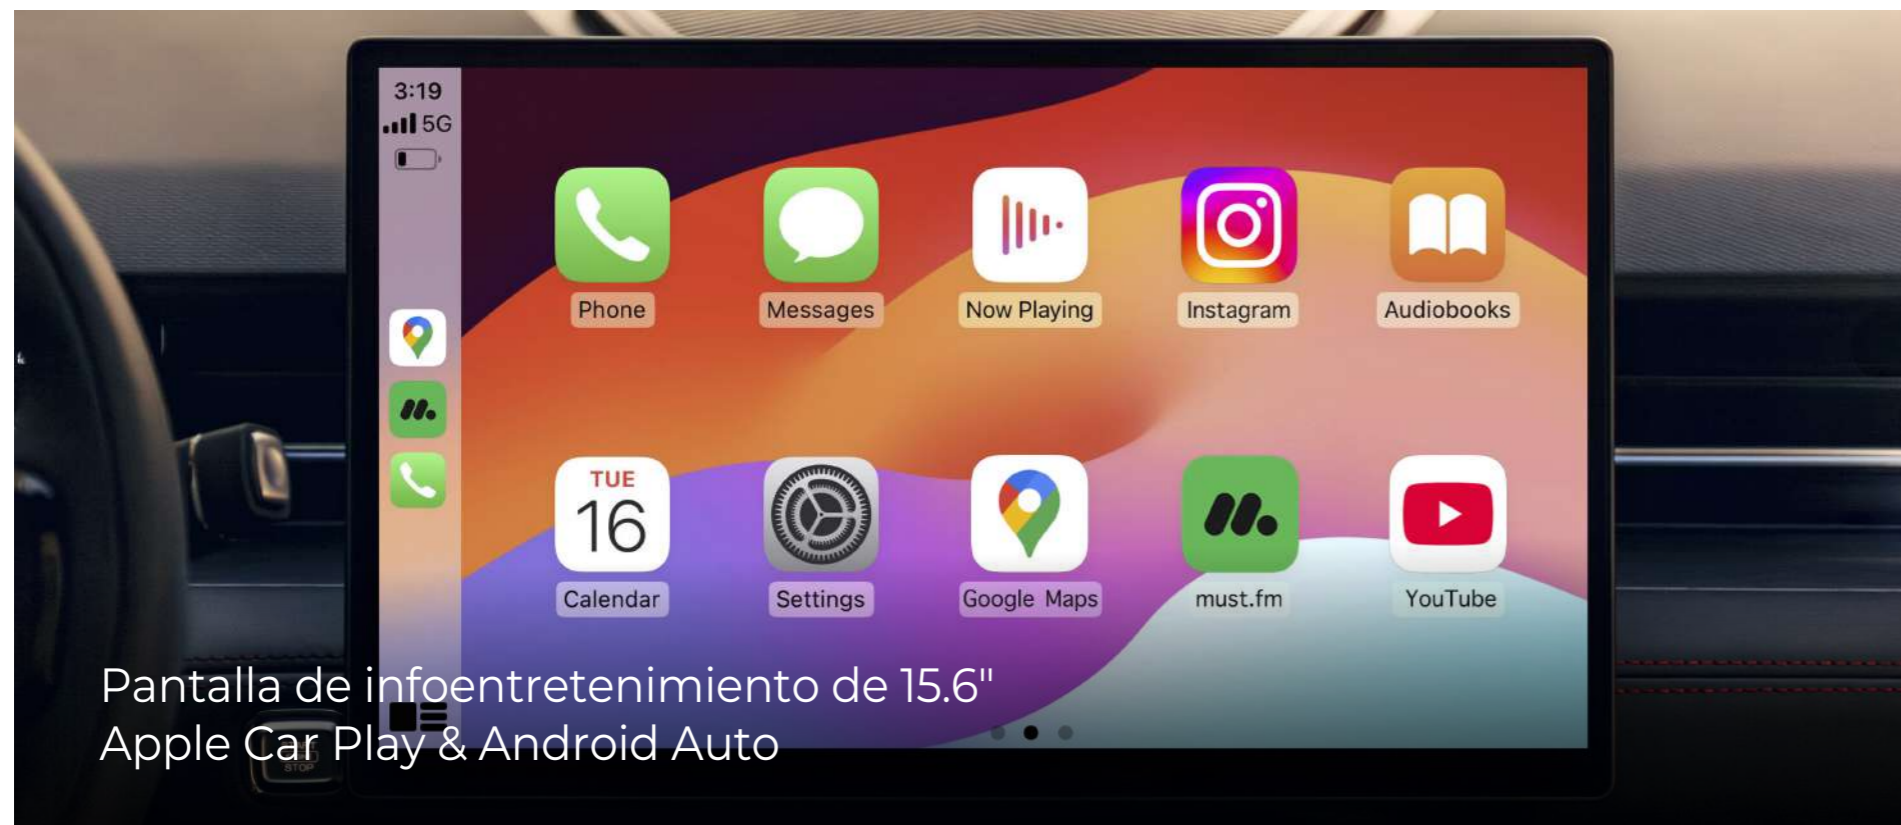 3:19
5G
Phone
Messages
Now Playing
Instagram
Audiobooks
TUE
16
Calendar
Settings
Google Maps
must.fm
YouTube
Pantalla de infoentretenimiento de 15.6"
Apple Car Play & Android Auto
STOP